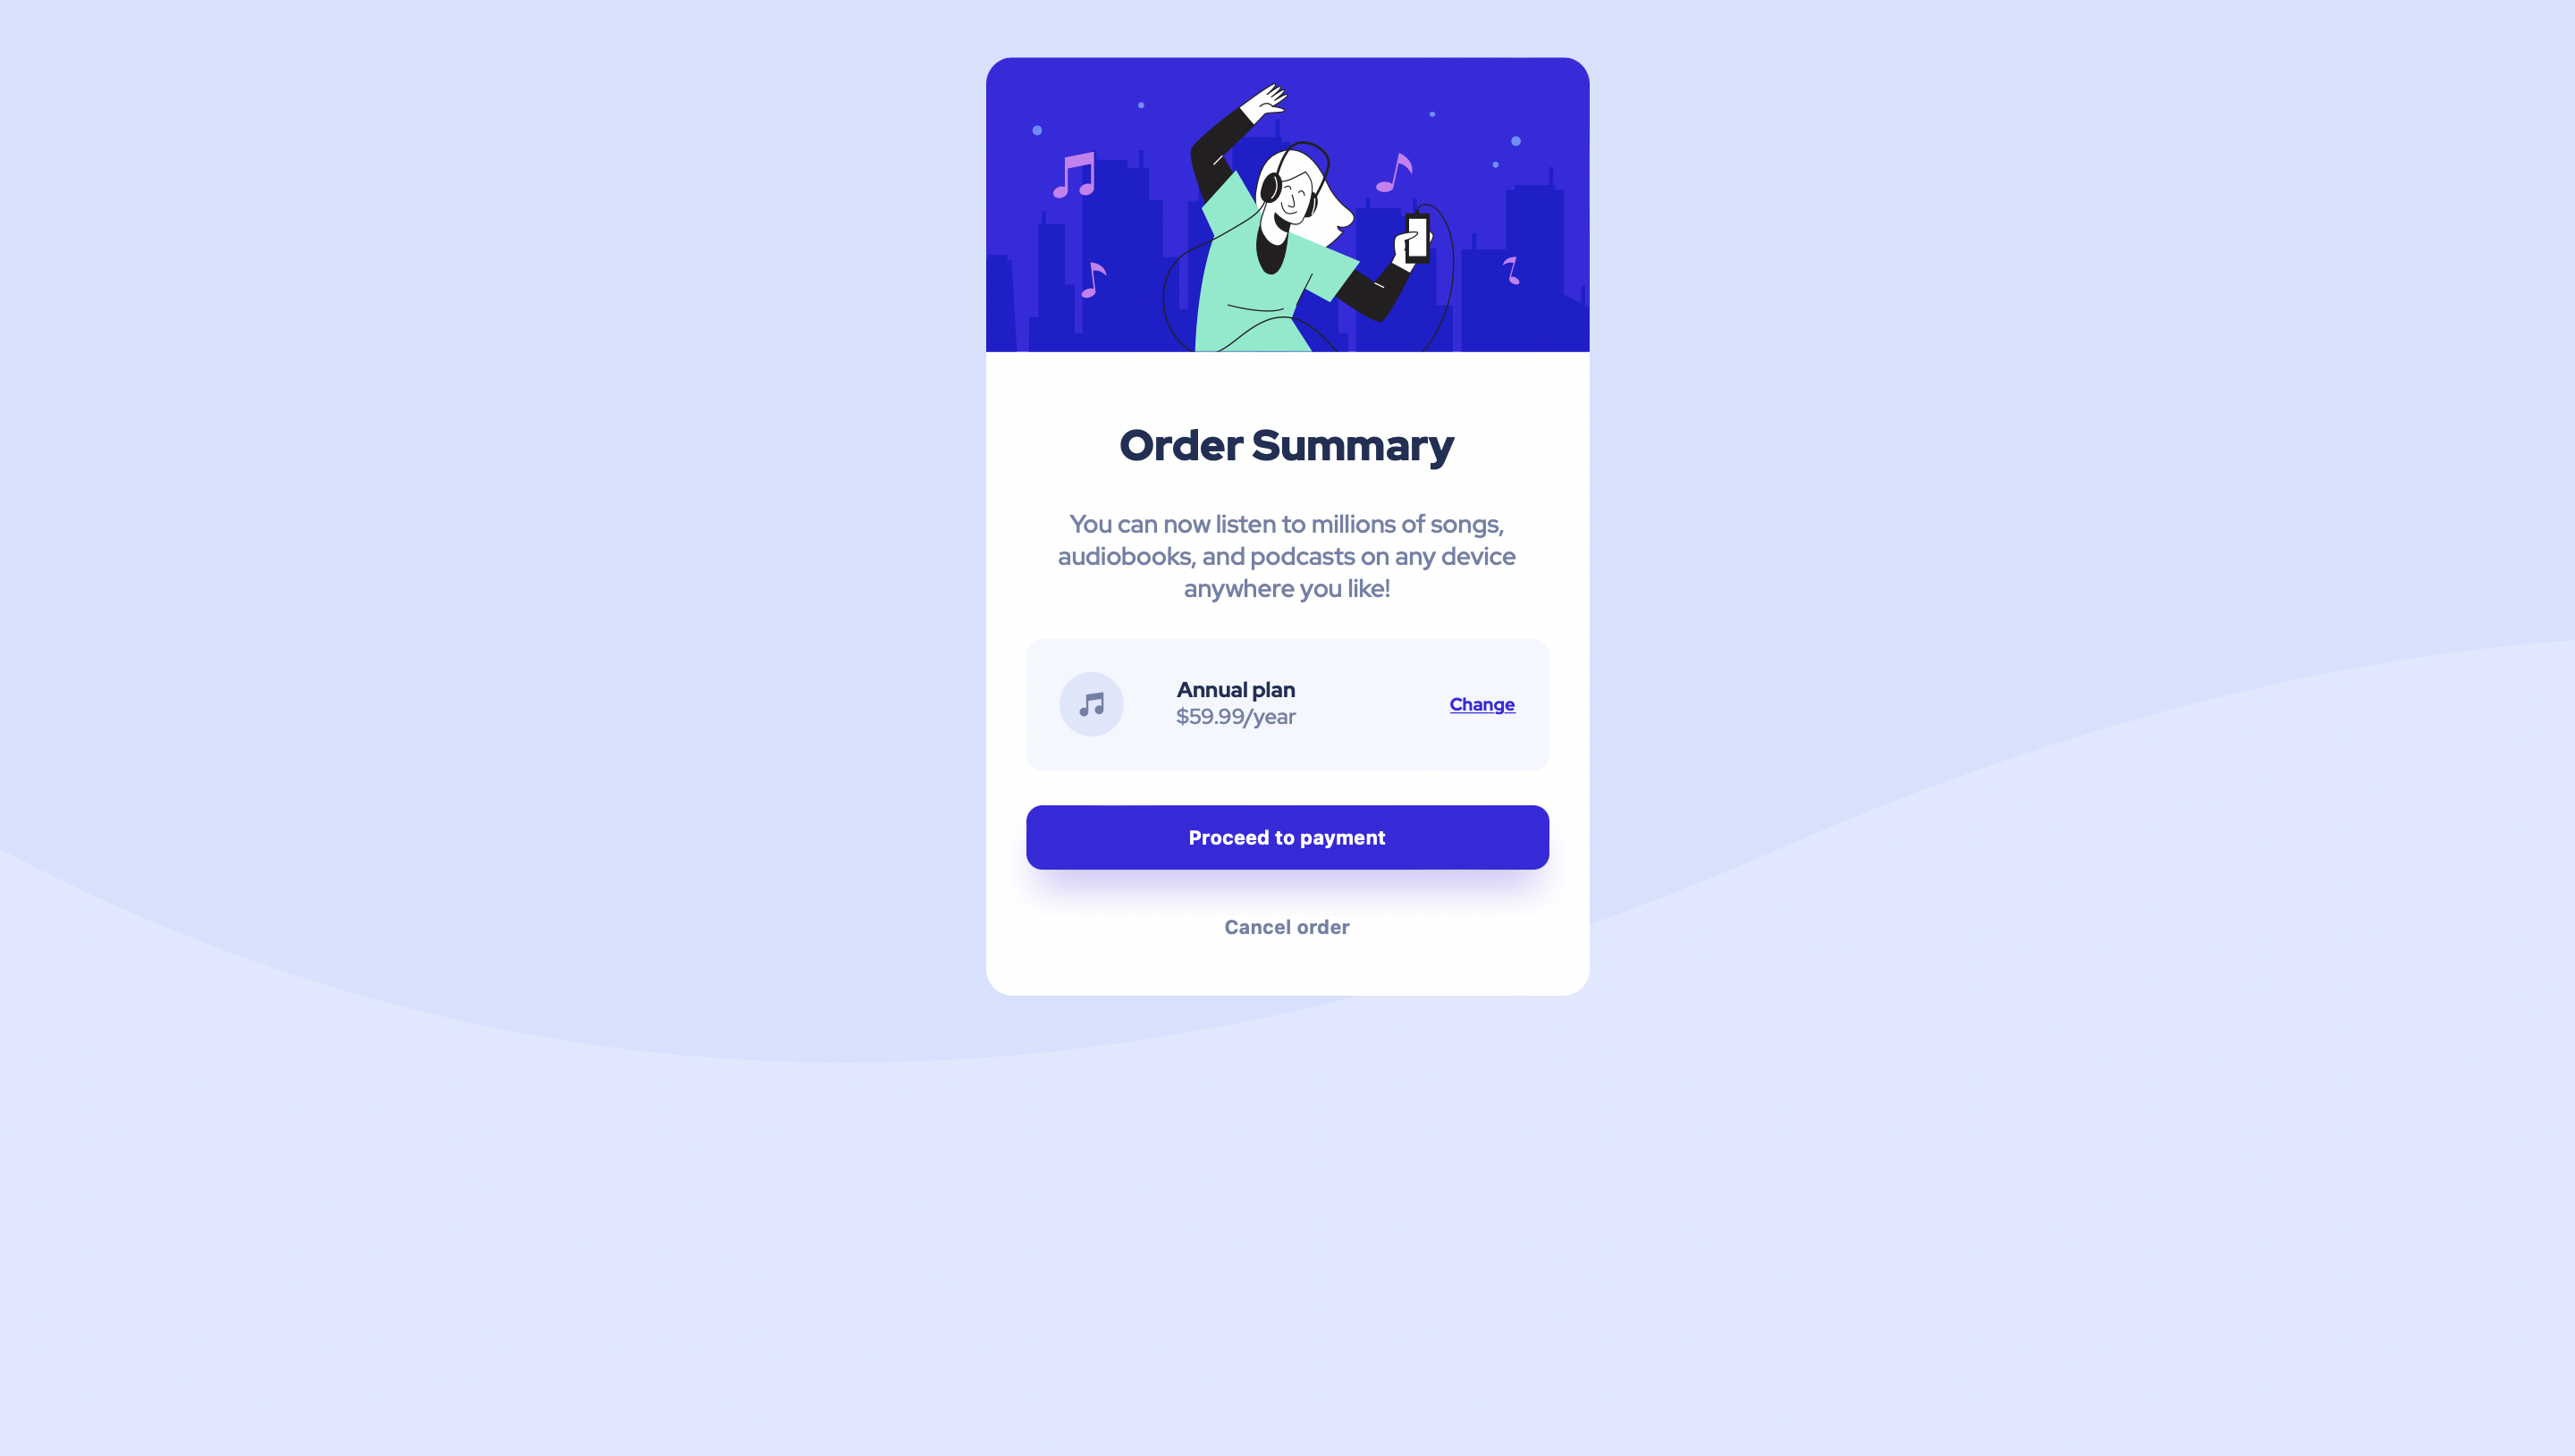 Order Summary
You can now listen to millions of songs,
audiobooks, and podcasts on any device
anywhere you like!
Annual plan
$59.99/year
Change
Proceed to payment
Cancel order